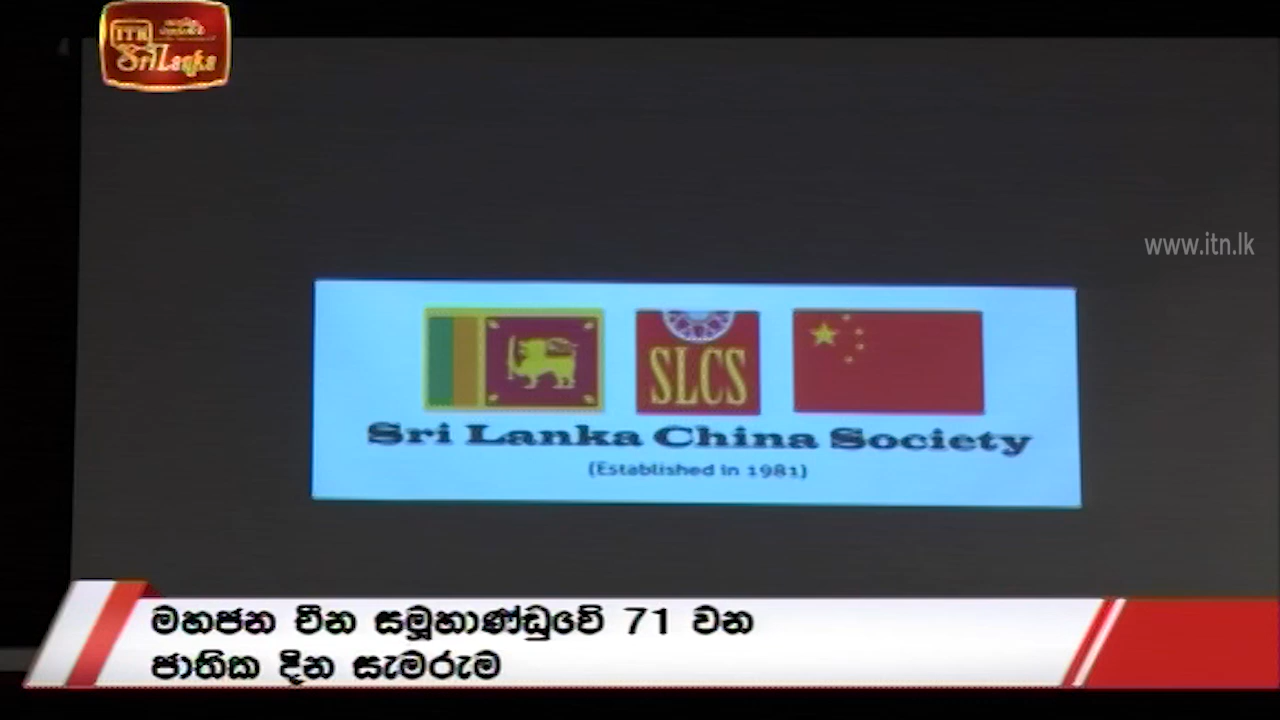 ITN
Sri Lanka
www.itn.lk
SLCS
Sri Lanka China Society
(Established in 1981)
මහජන චීන සමූහාණ්ඩුවේ 71 වන
ජාතික දින සැමරුම